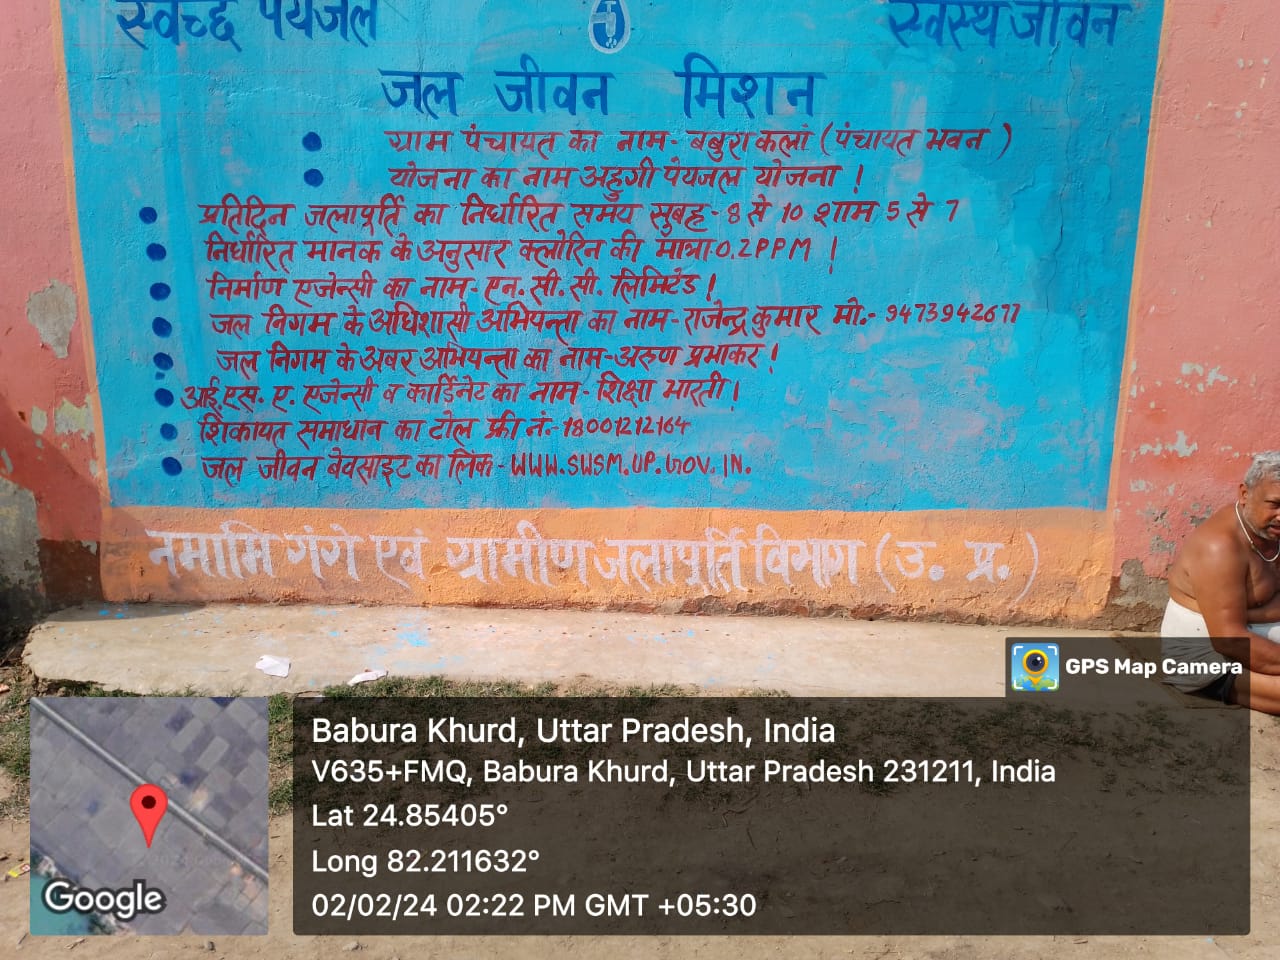 स्वच्छ पेयजल
स्वस्थ जीवन
जल जीवन मिशन
ग्राम पंचायत का नाम- बबुरा कलां (पंचायत भवन )
योजना का नाम अहुगी पेयजल योजना !
प्रतिदिन जलापूर्ति का निर्धारित समय सुबह - 8 से 10 शाम 5 से 7
निर्धारित मानक के अनुसार क्लोरिन की मात्रा 0.2 PPM !
निर्माण एजेन्सी का नाम- एन. सी. सी. लिमिटेड !
जल निगम के अधिशासी अभियन्ता का नाम- राजेन्द्र कुमार मो.- 9473942677
जल निगम के अवर अभियन्ता का नाम- अरुण प्रभाकर !
आई. एस. ए. एजेन्सी व कार्डिनेट का नाम - शिक्षा भारती !
शिकायत समाधान का टोल फ्री नं.- 18001212164
जल जीवन बेवसाइट का लिंक - WWW.SWSM.UP.GOV.IN.
नमामि गंगे एवं ग्रामीण जलापूर्ति विभाग (उ. प्र.)
GPS Map Camera
Babura Khurd, Uttar Pradesh, India
V635+FMQ, Babura Khurd, Uttar Pradesh 231211, India
Lat 24.85405°
Long 82.211632°
02/02/24 02:22 PM GMT +05:30
Google